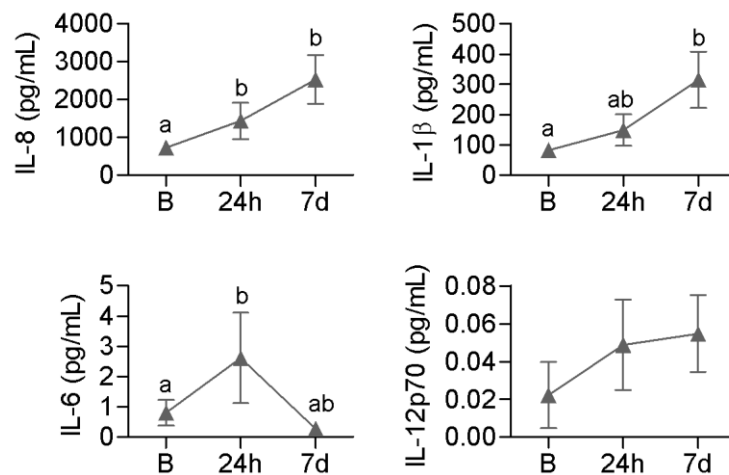 IL-8 (pg/mL)
4000
3000
2000
1000
0
a
b
b
B 24h 7d
IL-1β (pg/mL)
500
400
300
200
100
0
a
ab
b
B 24h 7d
IL-6 (pg/mL)
5
4
3
2
1
0
a
b
ab
B 24h 7d
IL-12p70 (pg/mL)
0.08
0.06
0.04
0.02
0.00
B 24h 7d